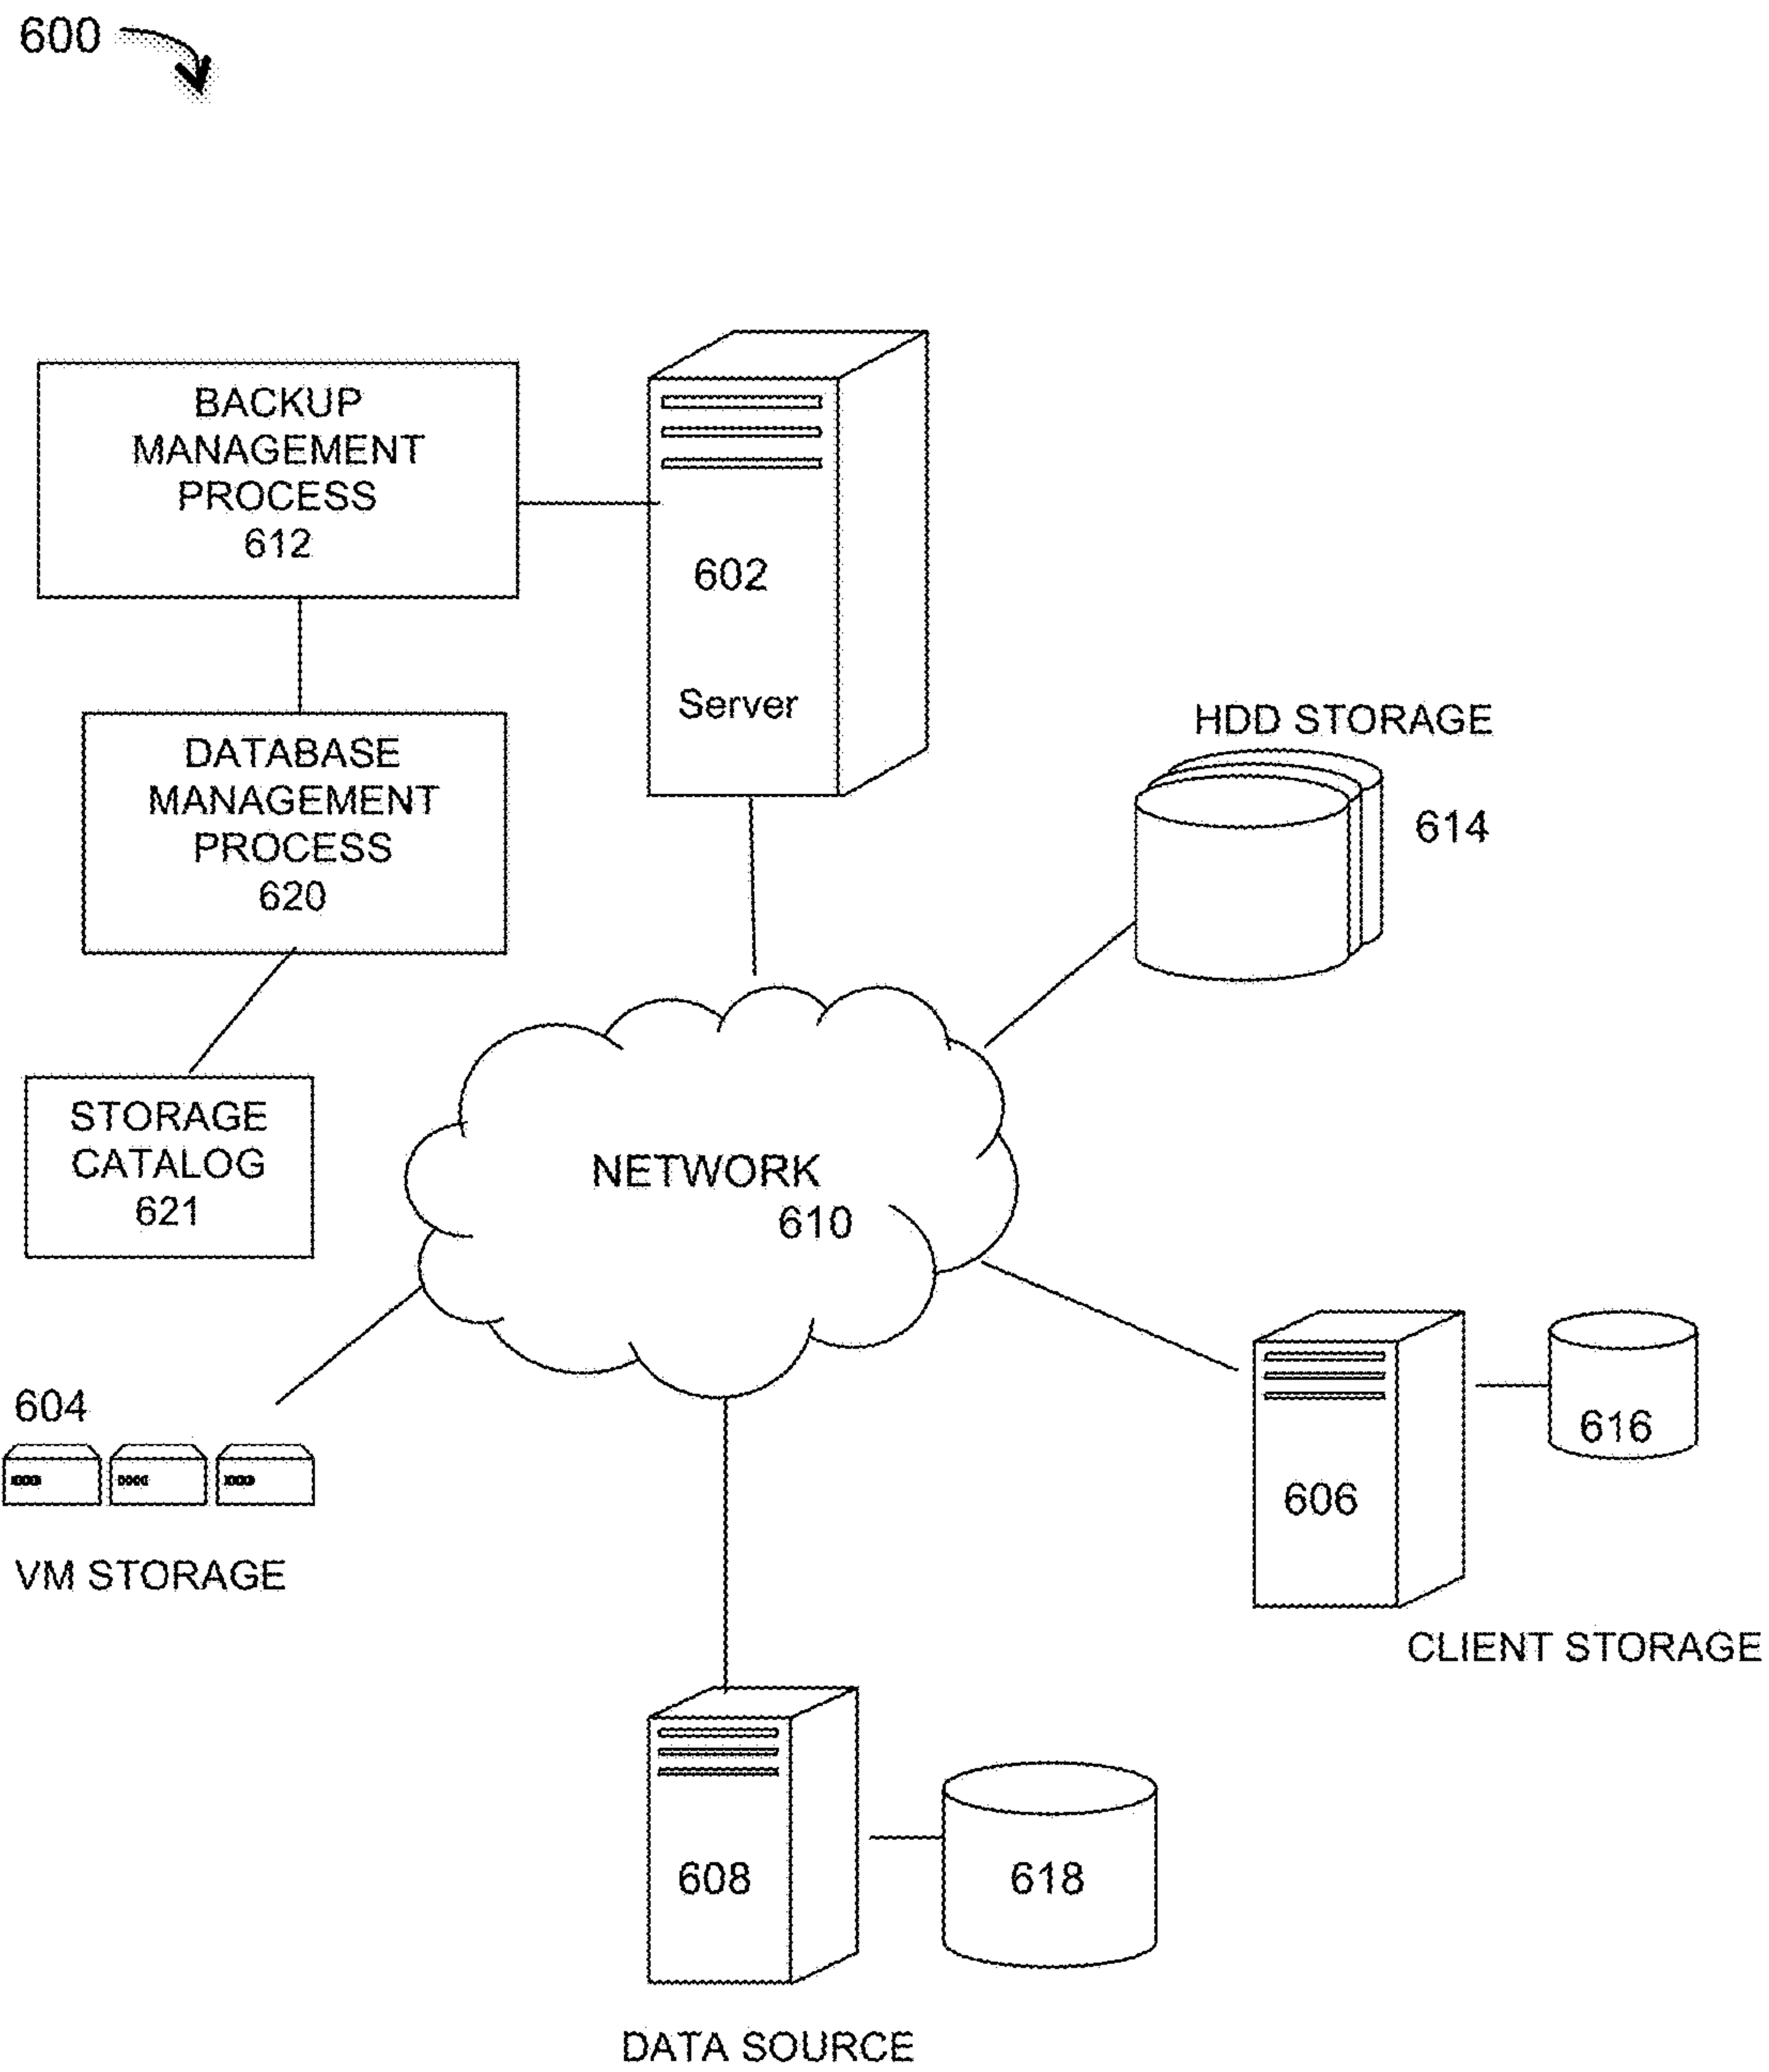 600
BACKUP
MANAGEMENT
PROCESS
612
602
Server
DATABASE
MANAGEMENT
PROCESS
620
HDD STORAGE
614
STORAGE
CATALOG
621
NETWORK
610
604
VM STORAGE
606
616
CLIENT STORAGE
608
618
DATA SOURCE